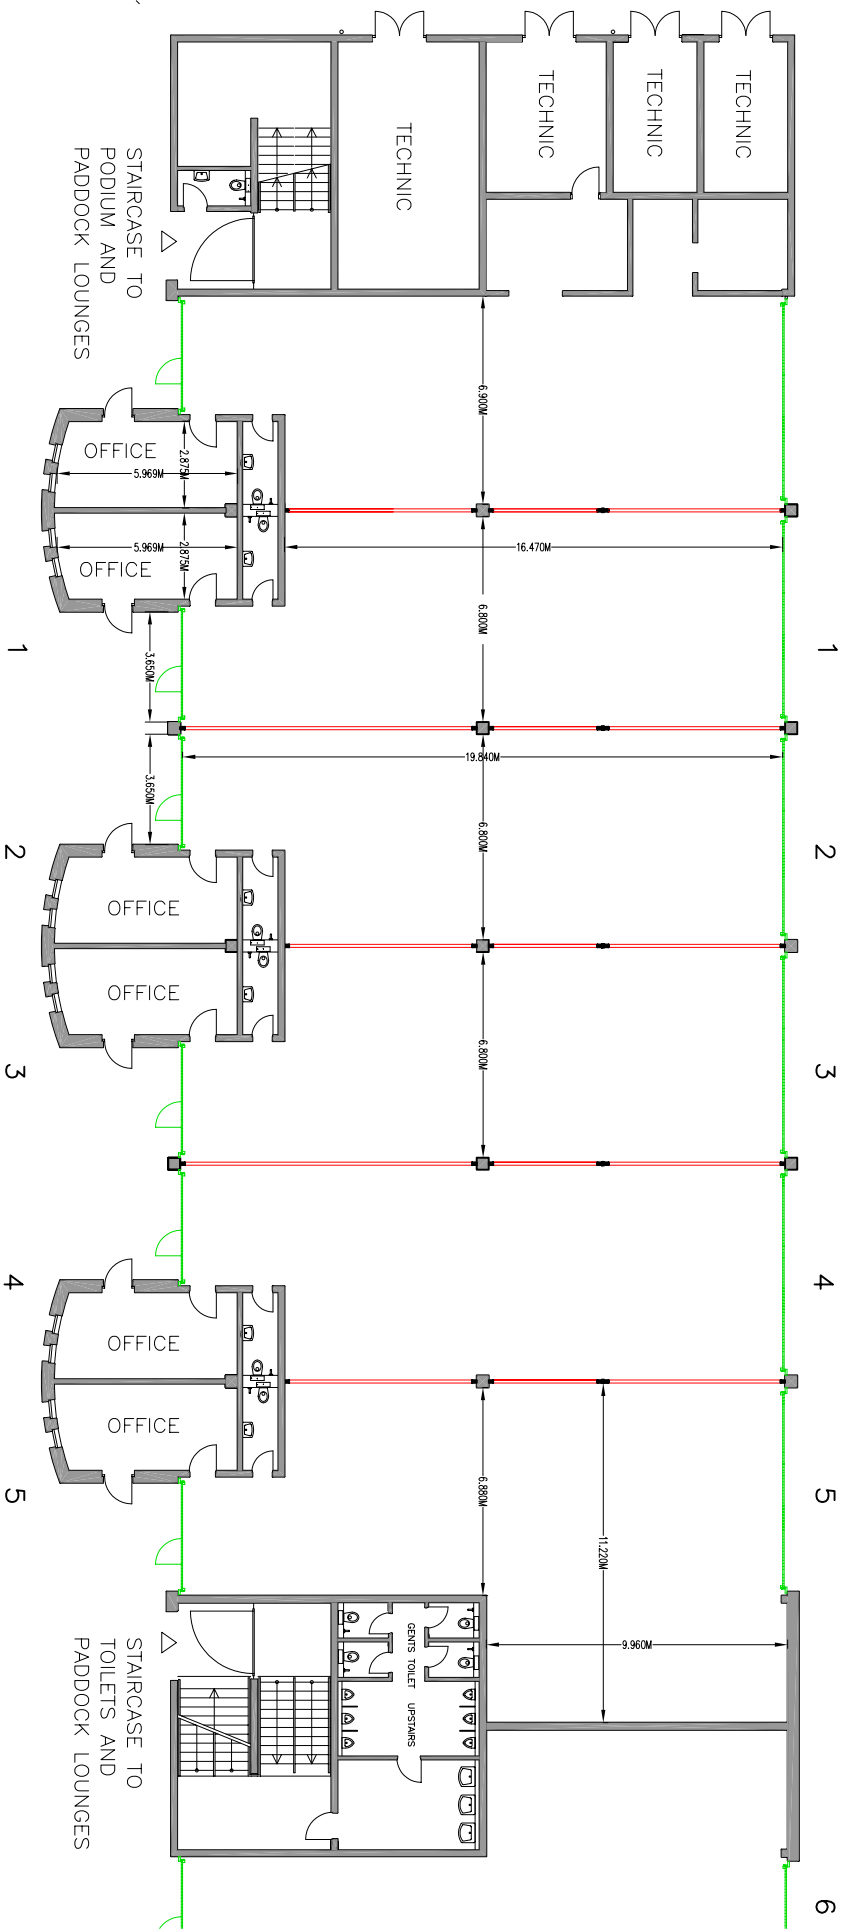 TECHNIC
TECHNIC
TECHNIC
TECHNIC
STAIRCASE TO
PODIUM AND
PADDOCK LOUNGES
6.900M
OFFICE
2.875M
5.969M
16.470M
5.969M
2.875M
OFFICE
6.800M
1
1
3.650M
19.840M
3.650M
6.800M
2
2
OFFICE
OFFICE
6.800M
3
3
4
4
OFFICE
OFFICE
5
5
6.880M
11.220M
9.960M
GENTS TOILET UPSTAIRS
STAIRCASE TO
TOILETS AND
PADDOCK LOUNGES
6